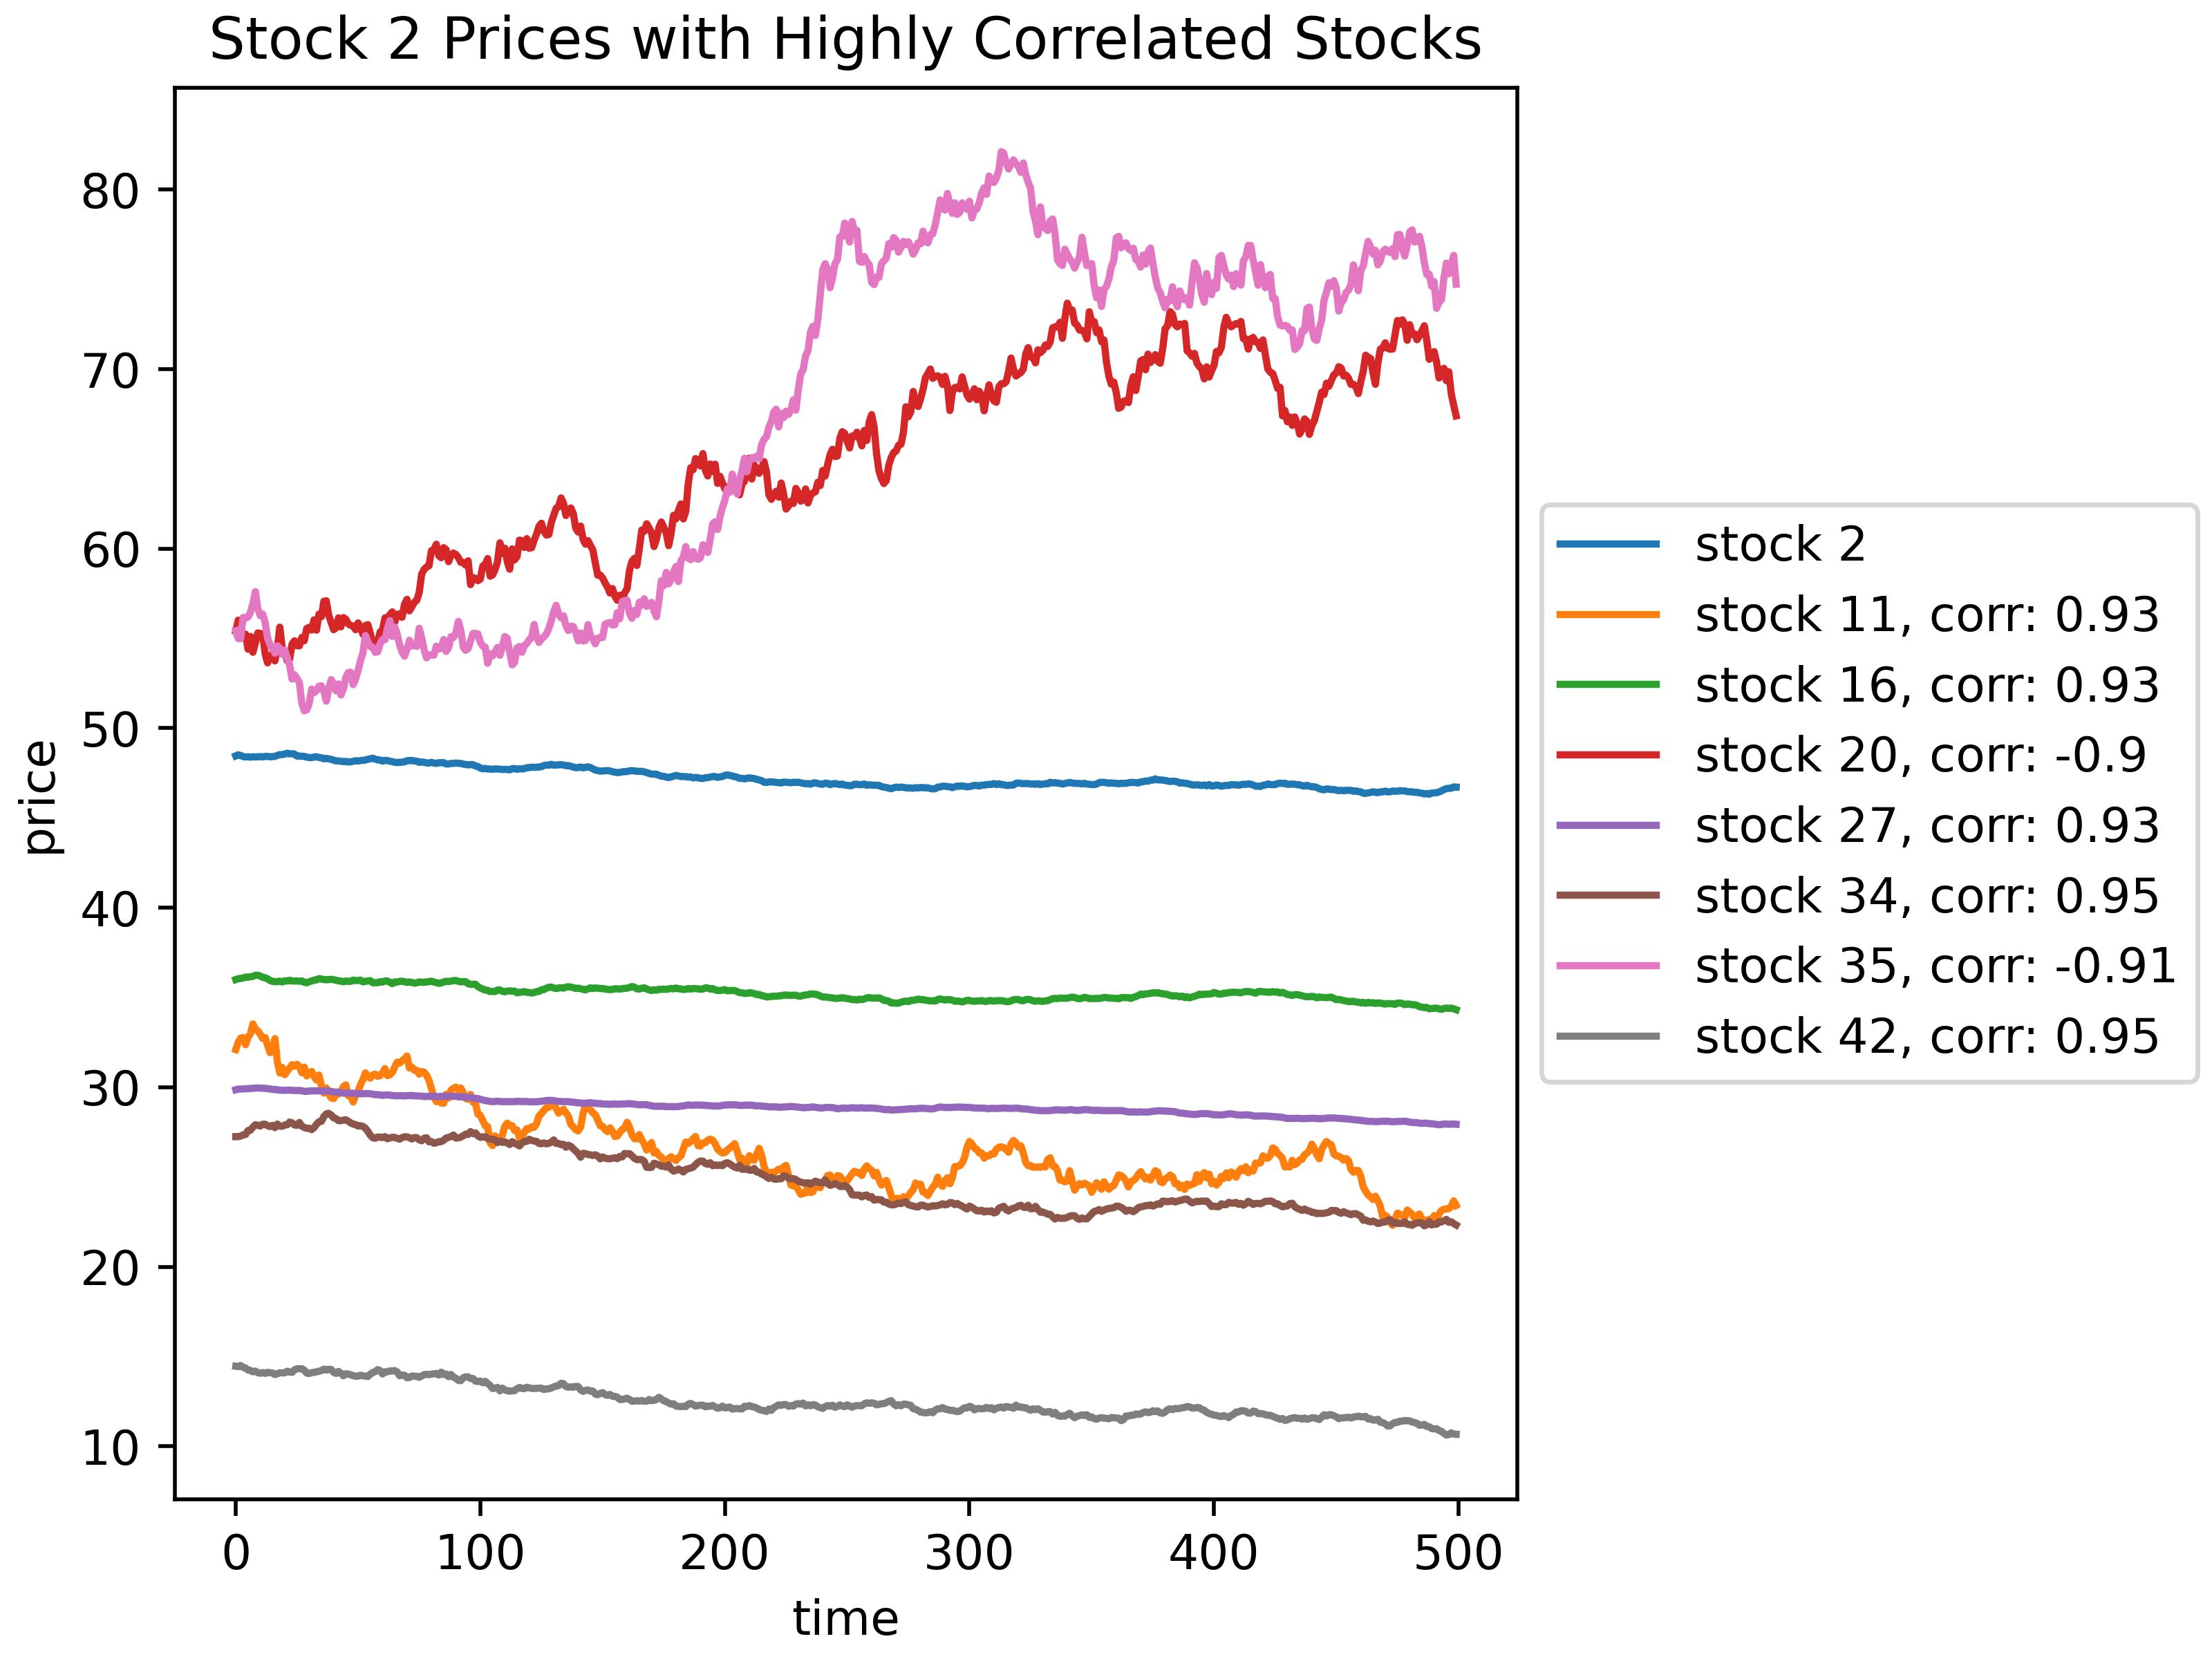 Stock 2 Prices with Highly Correlated Stocks
price
80
70
60
50
40
30
20
10
0 100 200 300 400 500
time
stock 2
stock 11, corr: 0.93
stock 16, corr: 0.93
stock 20, corr: -0.9
stock 27, corr: 0.93
stock 34, corr: 0.95
stock 35, corr: -0.91
stock 42, corr: 0.95